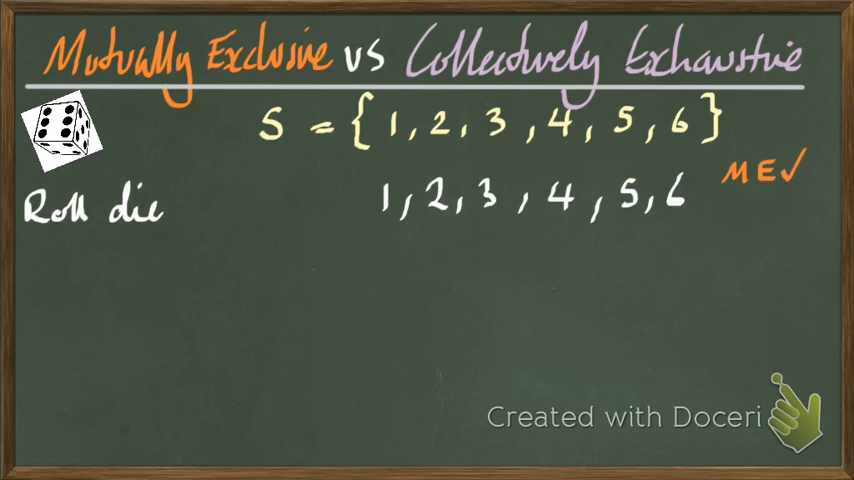 Mutually Exclusive vs Collectively Exhaustive
S = { 1, 2, 3, 4, 5, 6 }
ME✓
Roll die 1, 2, 3, 4, 5, 6
Created with Doceri